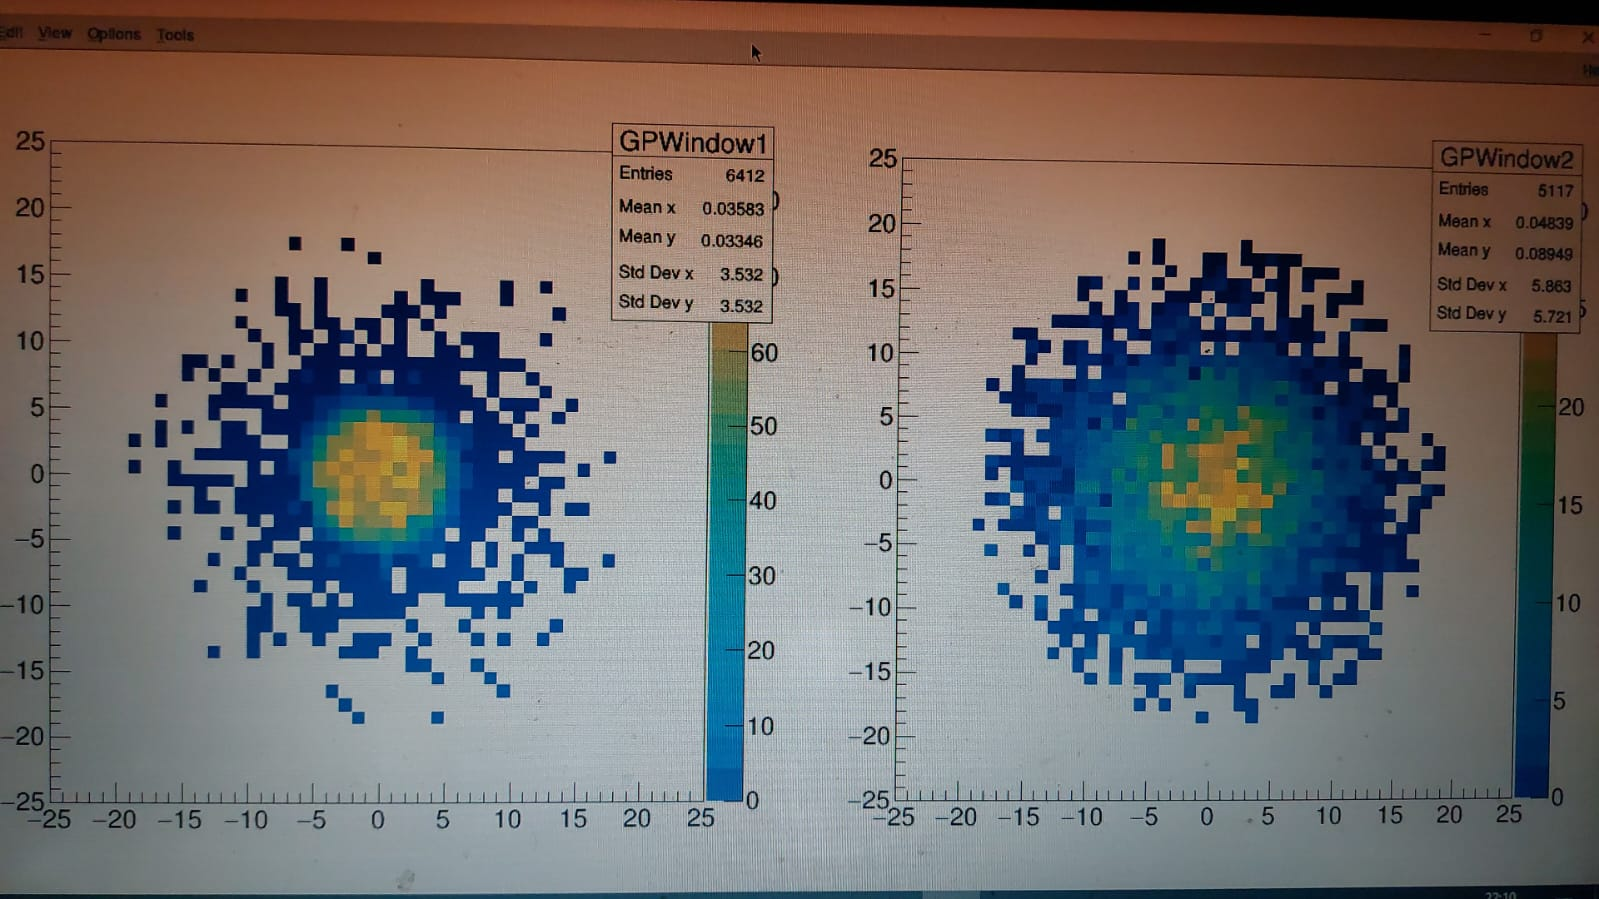 Edit View Options Tools
GPWindow1
Entries 6412
Mean x 0.03583
Mean y 0.03346
Std Dev x 3.532
Std Dev y 3.532
25
20
15
10
5
0
−5
−10
−15
−20
−25
−25 −20 −15 −10 −5 0 5 10 15 20 25
60
50
40
30
20
10
0
GPWindow2
Entries 5117
Mean x 0.04839
Mean y 0.08949
Std Dev x 5.863
Std Dev y 5.721
25
20
15
10
5
0
−5
−10
−15
−20
−25
−25 −20 −15 −10 −5 0 5 10 15 20 25
20
15
10
5
0
22:10